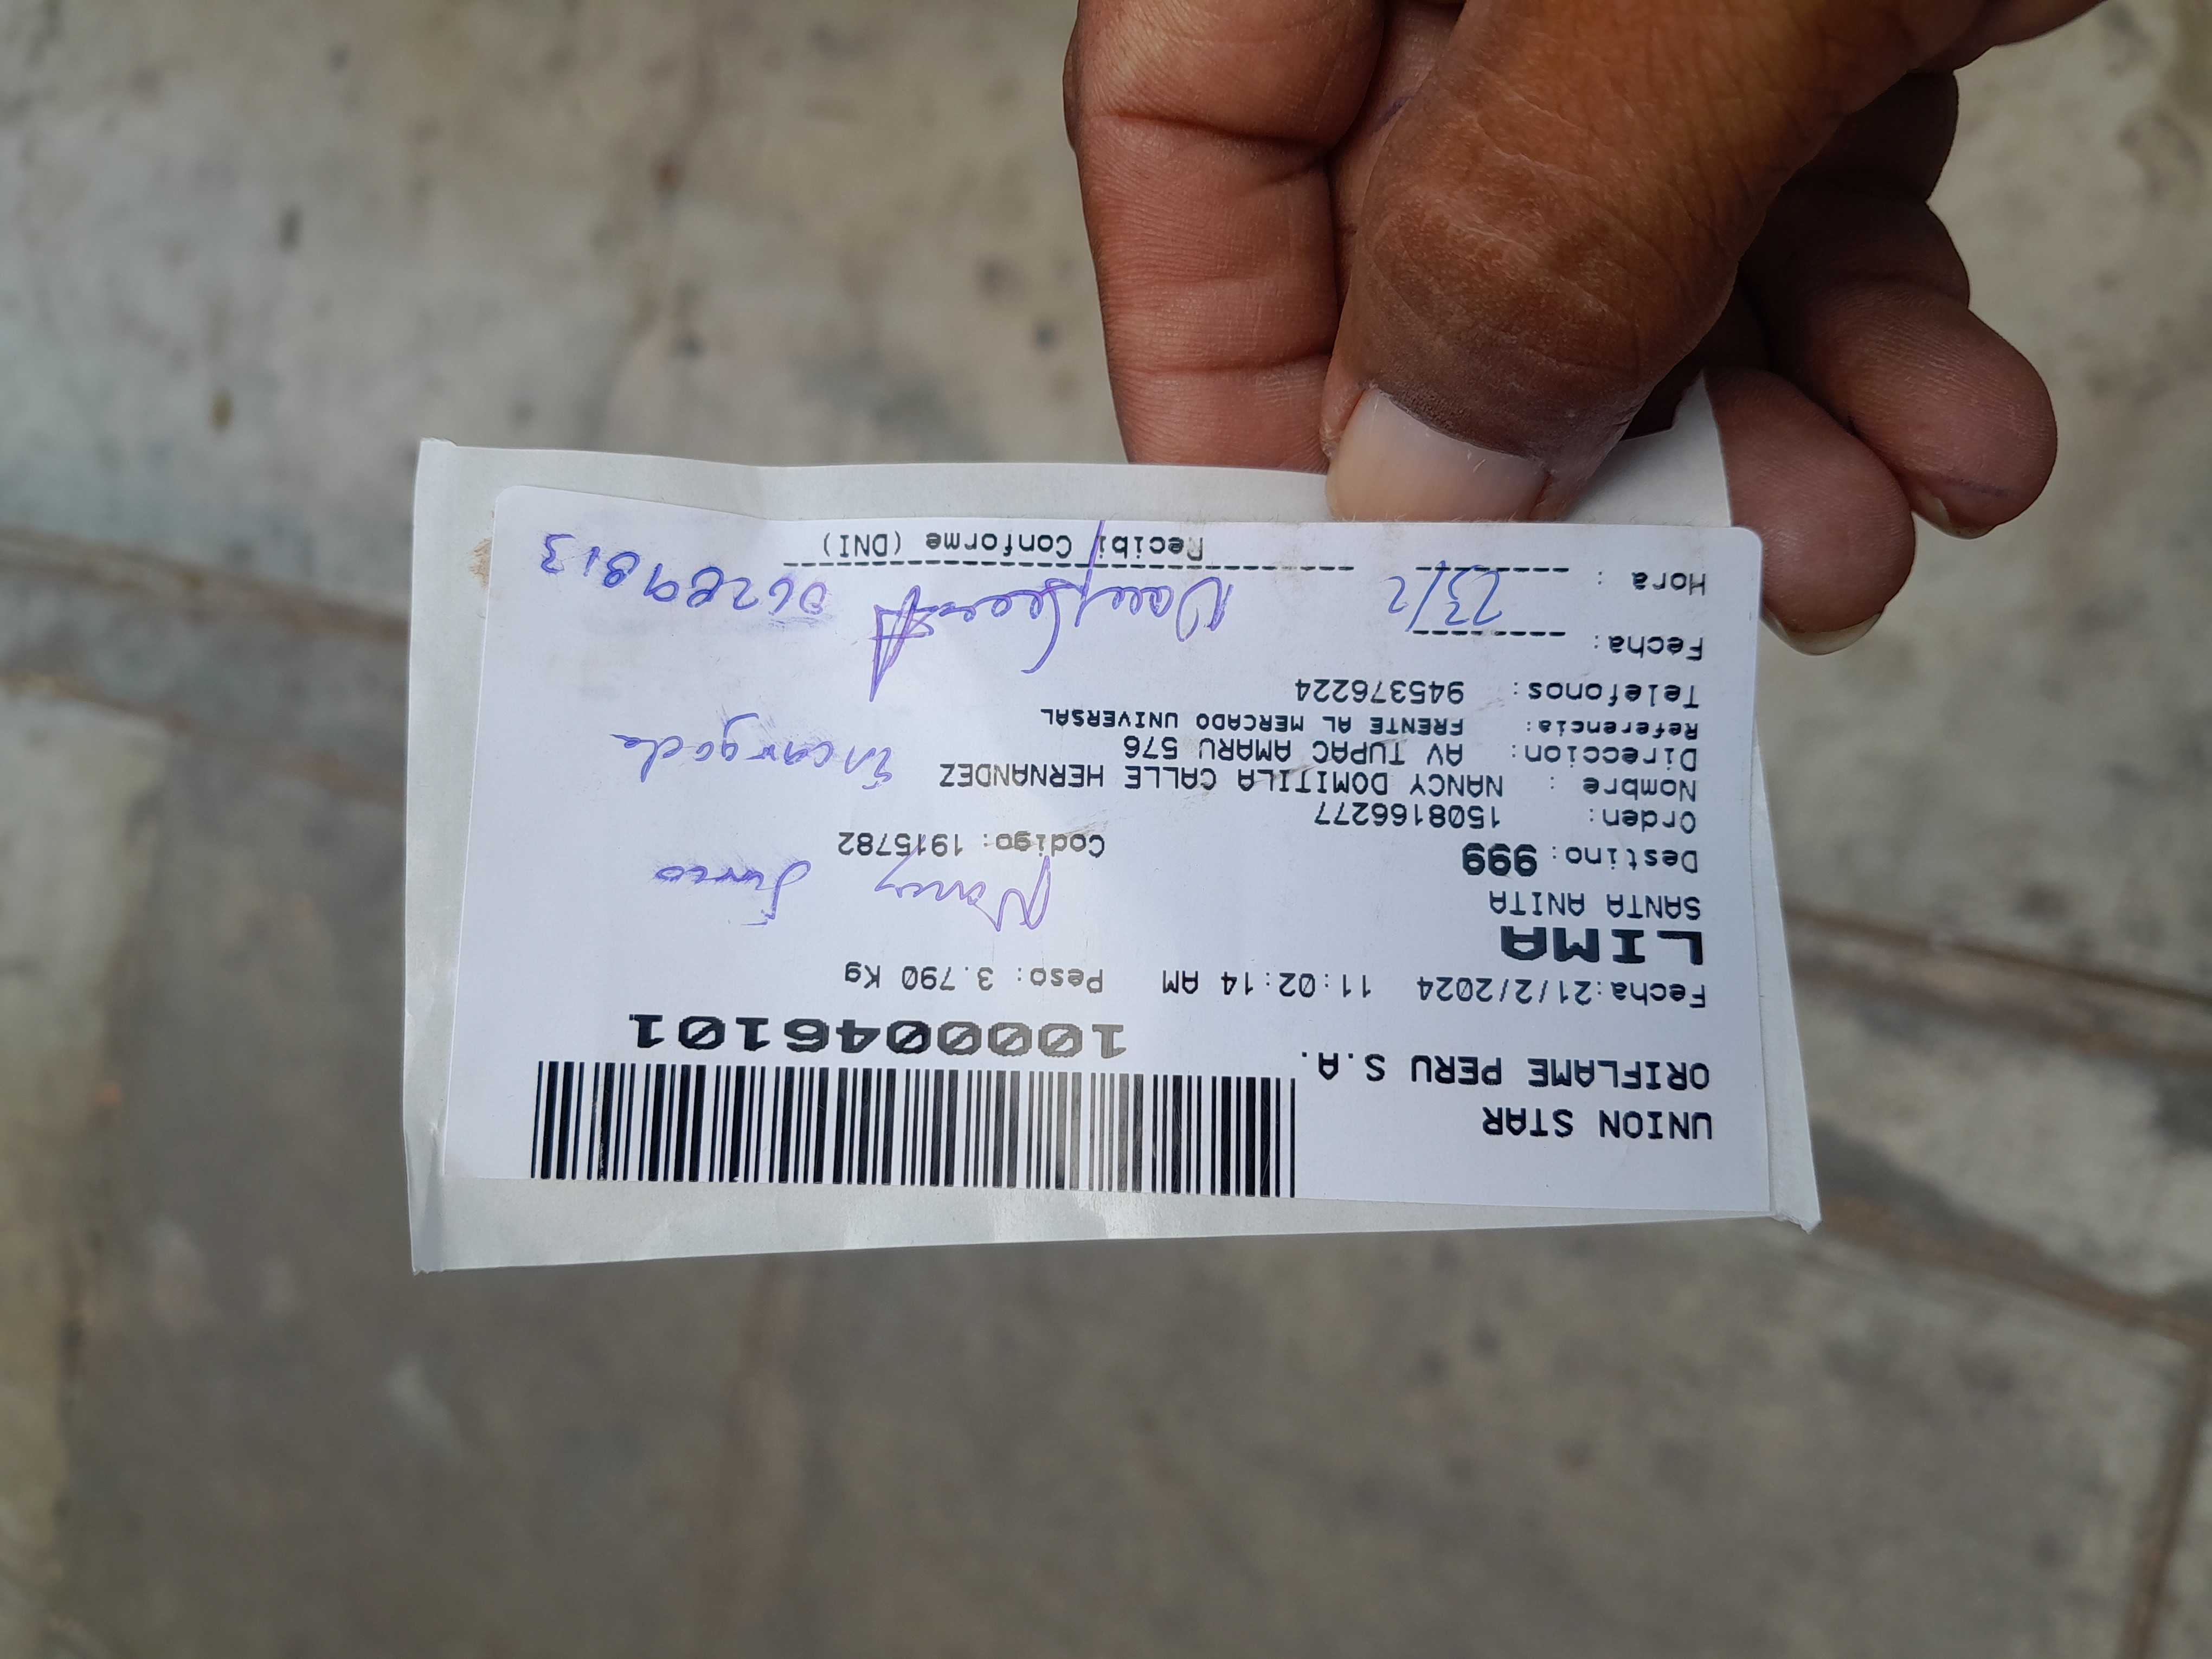 UNION STAR
ORIFLAME PERU S.A.
1000046101
Fecha:21/2/2024 11:02:14 AM Peso: 3.790 Kg
LIMA
SANTA ANITA
Nancy
Destino: 999
Codigo: 1915782
Orden: 1508166277
Nombre : NANCY DOMITILA CALLE HERNANDEZ
Encargada
Direccion: AV TUPAC AMARU 576
Referencia: FRENTE AL MERCADO UNIVERSAL
Telefonos: 945376224
Fecha: 23/2
06289813
Hora :
Recibi Conforme (DNI)